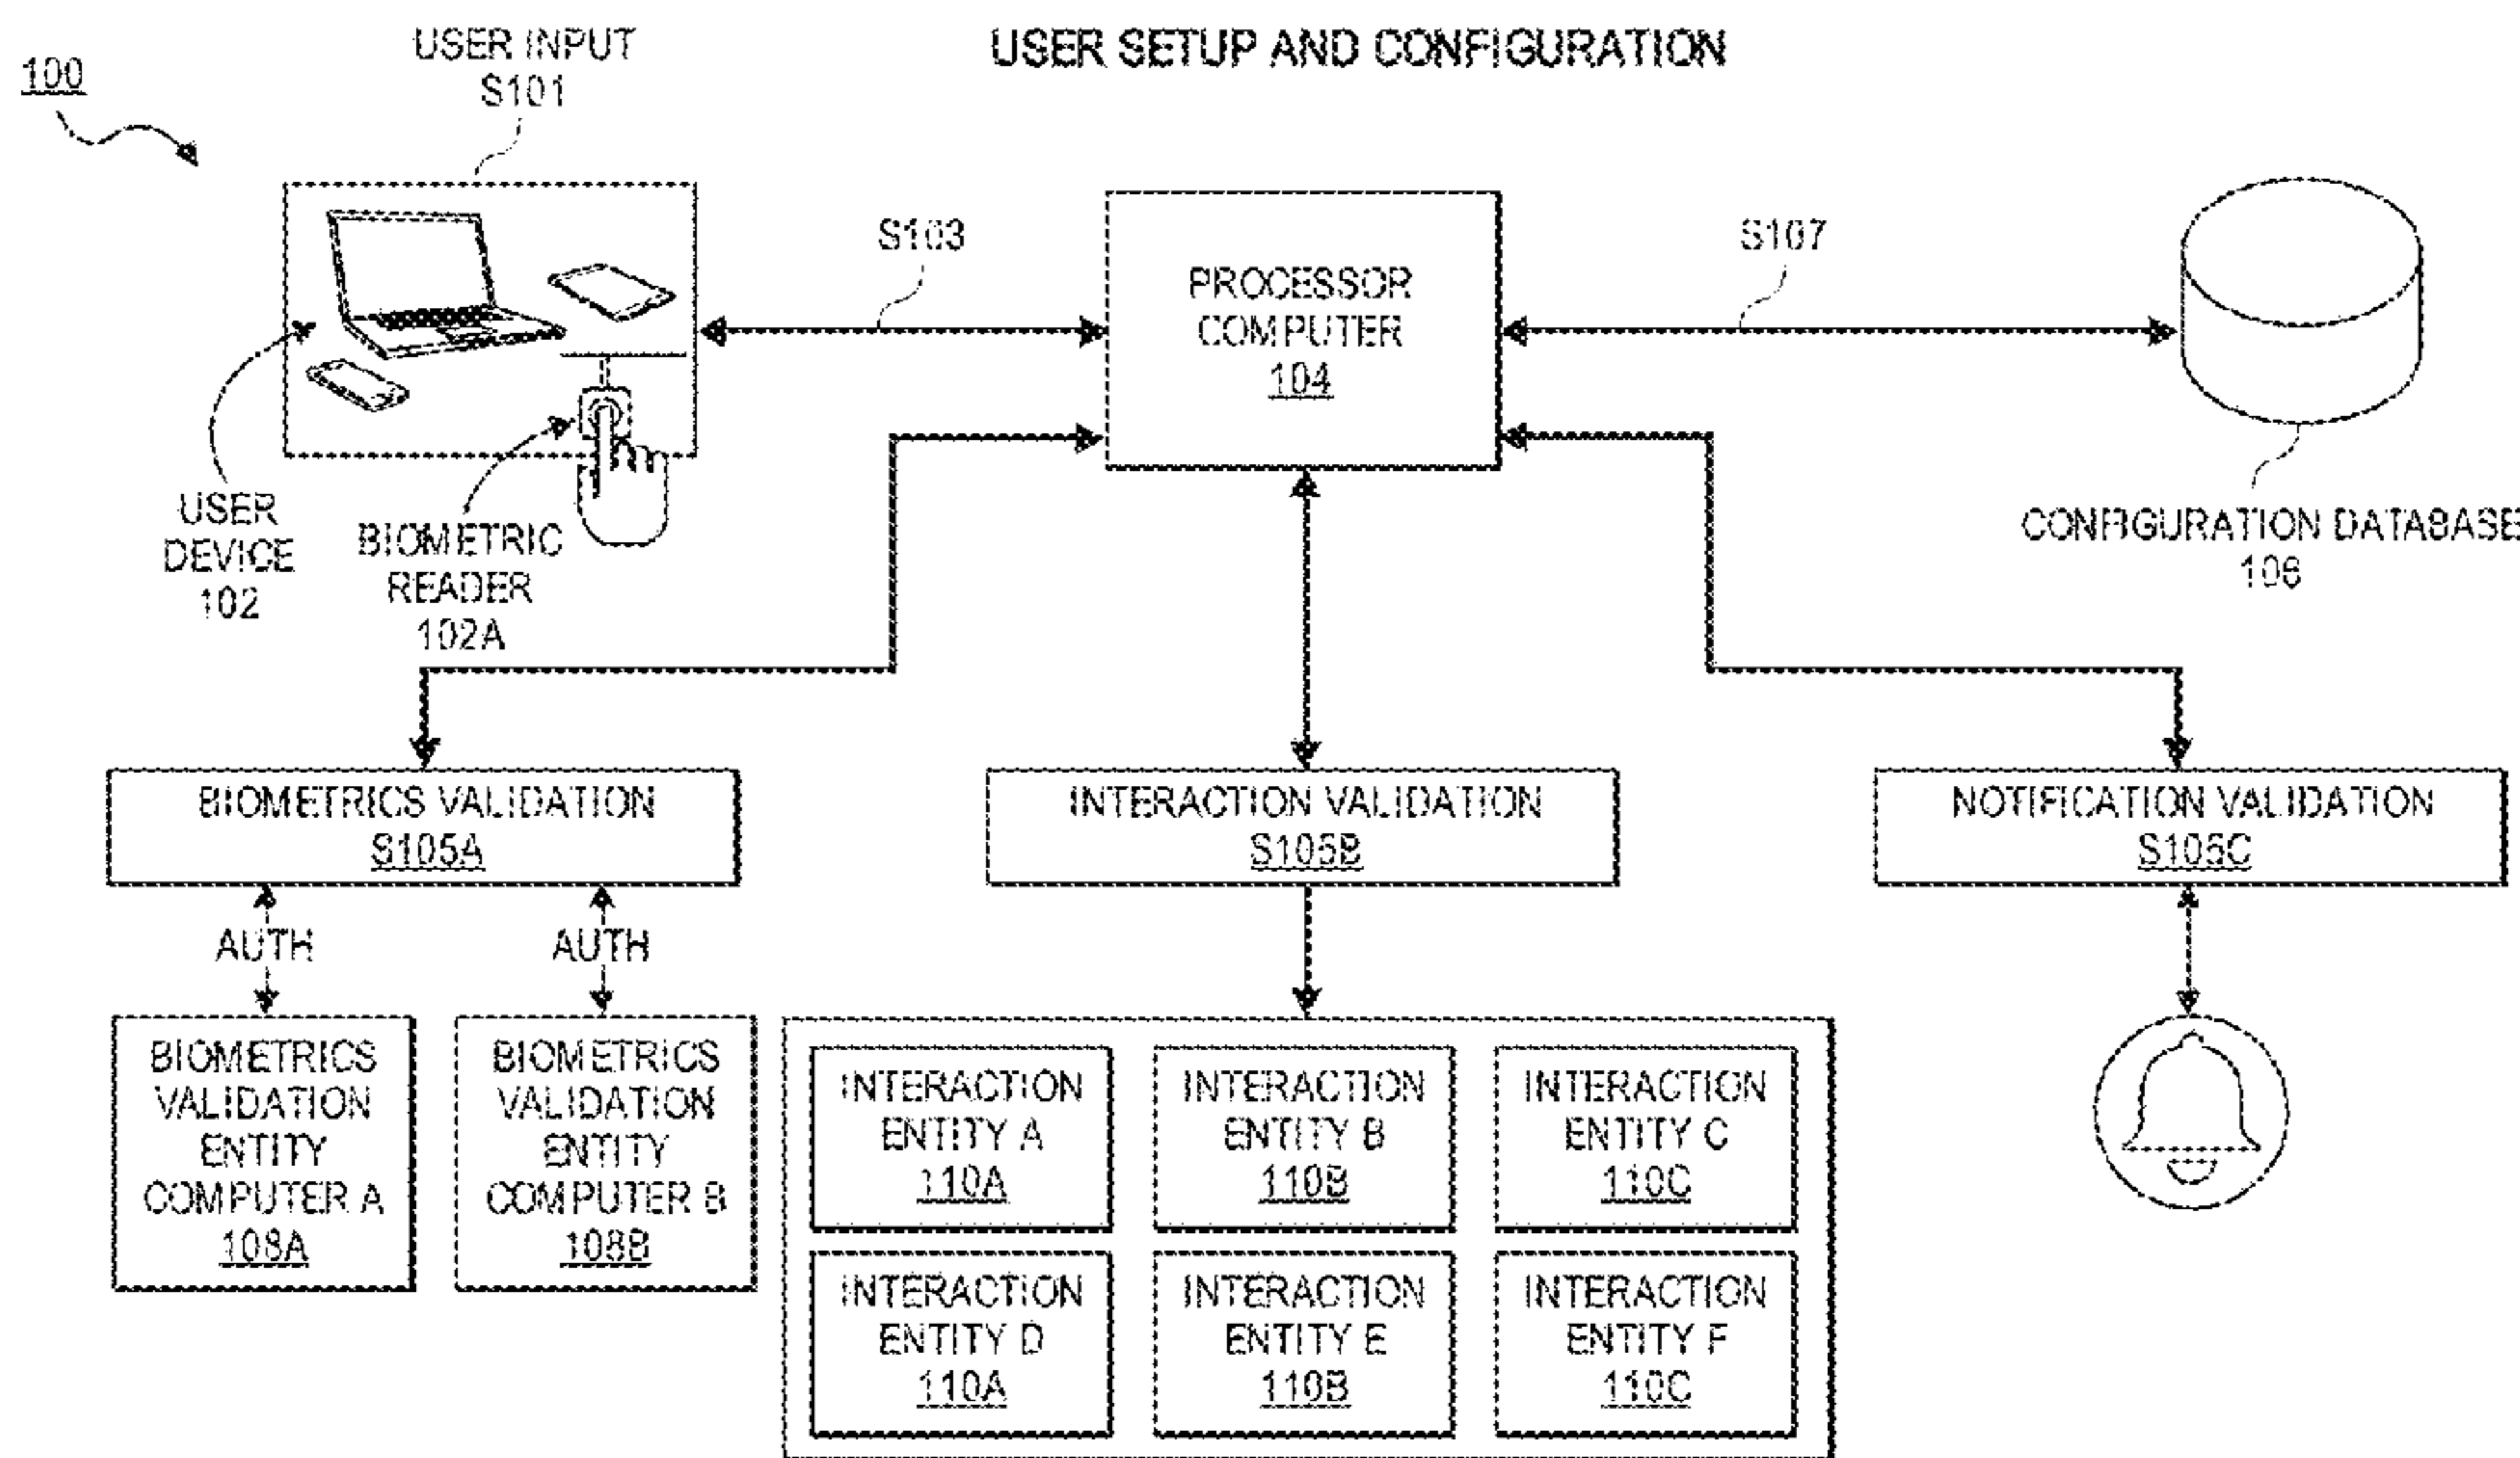 100
USER INPUT
S101
USER SETUP AND CONFIGURATION
S103
PROCESSOR
COMPUTER
104
S107
USER
DEVICE
102
BIOMETRIC
READER
102A
CONFIGURATION DATABASE
106
BIOMETRICS VALIDATION
S105A
INTERACTION VALIDATION
S105B
NOTIFICATION VALIDATION
S105C
AUTH
AUTH
BIOMETRICS
VALIDATION
ENTITY
COMPUTER A
108A
BIOMETRICS
VALIDATION
ENTITY
COMPUTER B
108B
INTERACTION
ENTITY A
110A
INTERACTION
ENTITY B
110B
INTERACTION
ENTITY C
110C
INTERACTION
ENTITY D
110A
INTERACTION
ENTITY E
110B
INTERACTION
ENTITY F
110C